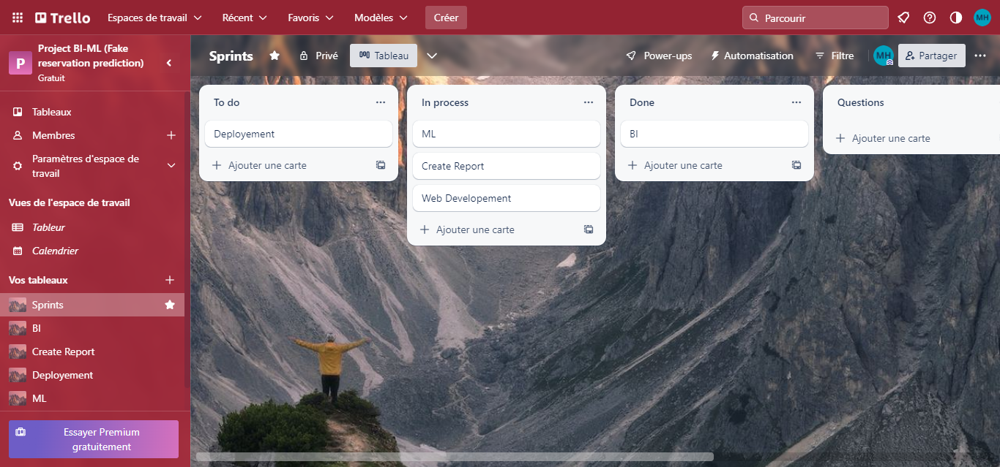 Trello
Espaces de travail
Récent
Favoris
Modèles
Créer
Parcourir
MH
P
Project BI-ML (Fake
reservation prediction)
Gratuit
Sprints
Privé
Tableau
Power-ups
Automatisation
Filtre
MH
Partager
Tableaux
Membres
Paramètres d'espace de
travail
Vues de l'espace de travail
Tableur
Calendrier
Vos tableaux
Sprints
BI
Create Report
Deployement
ML
Essayer Premium
gratuitement
To do
Deployement
Ajouter une carte
In process
ML
Create Report
Web Developement
Ajouter une carte
Done
BI
Ajouter une carte
Questions
Ajouter une carte